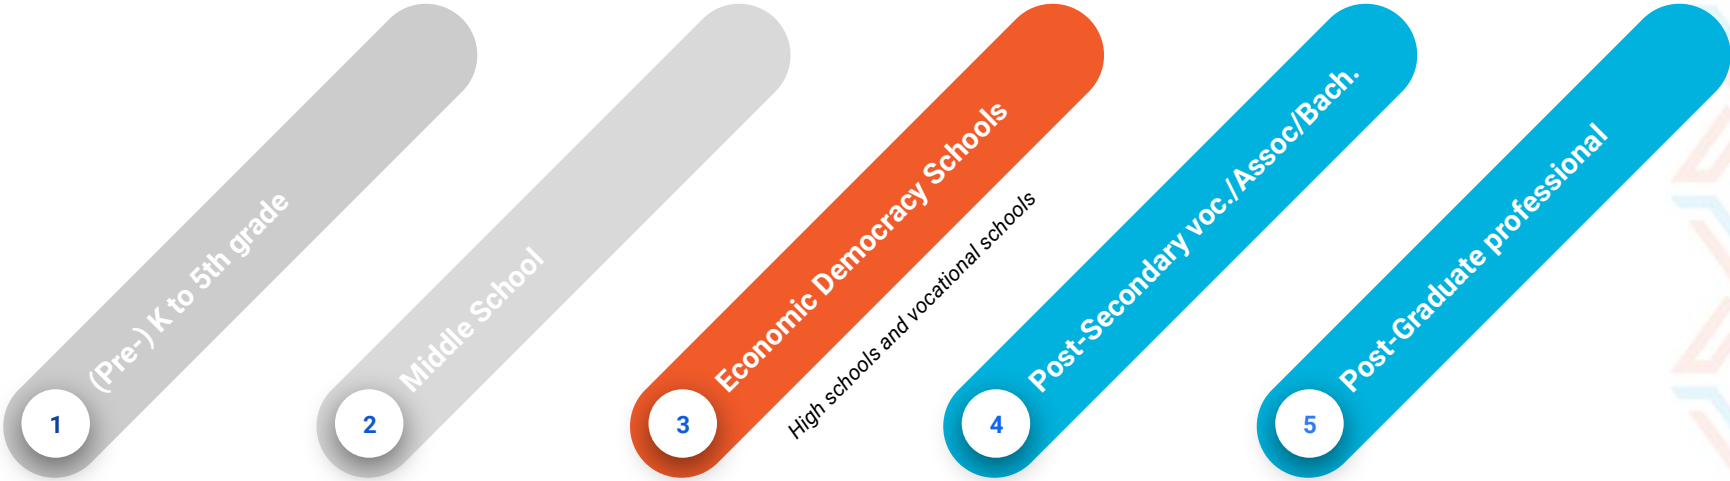 1
(Pre-) K to 5th grade
2
Middle School
3
Economic Democracy Schools
High schools and vocational schools
4
Post-Secondary voc./Assoc/Bach.
5
Post-Graduate professional